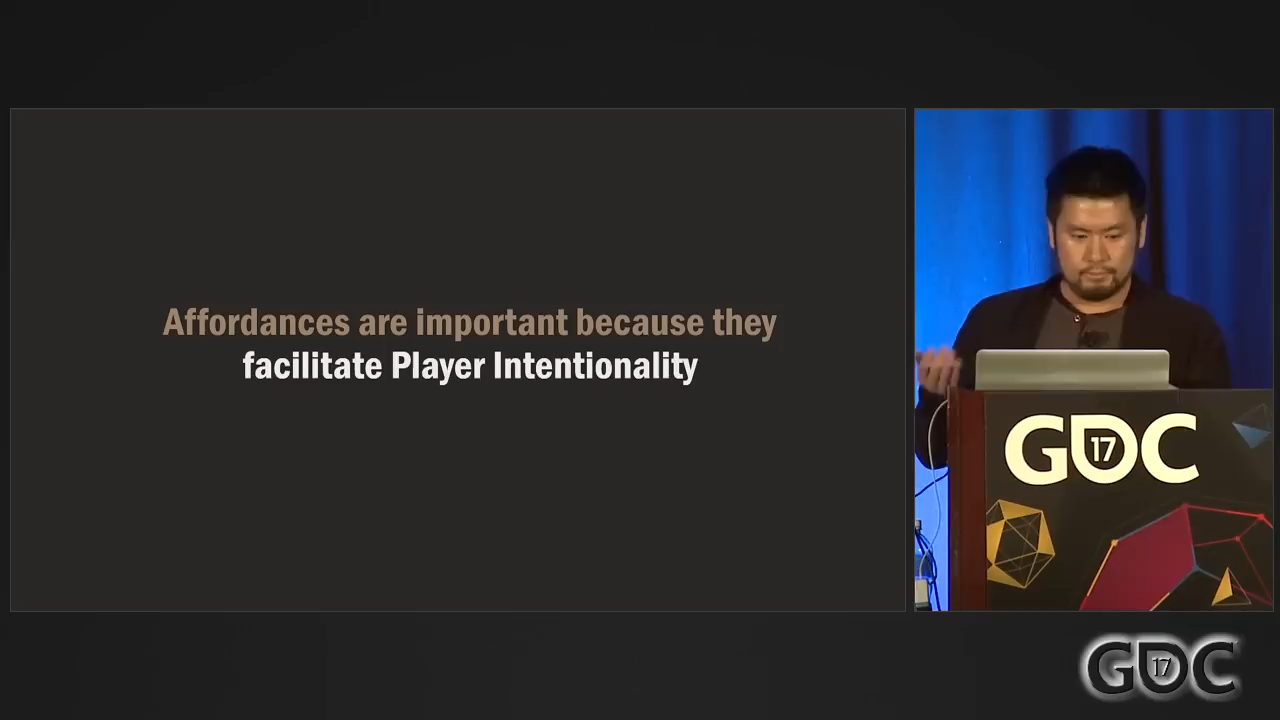 Affordances are important because they
facilitate Player Intentionality
GDC
17
GDC
17